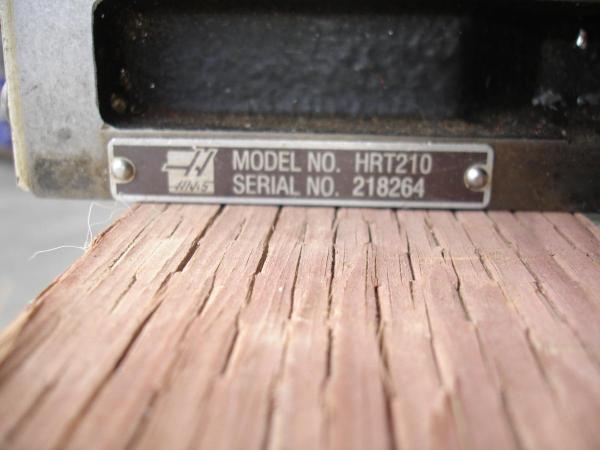 HAAS
MODEL NO. HRT210
SERIAL NO. 218264